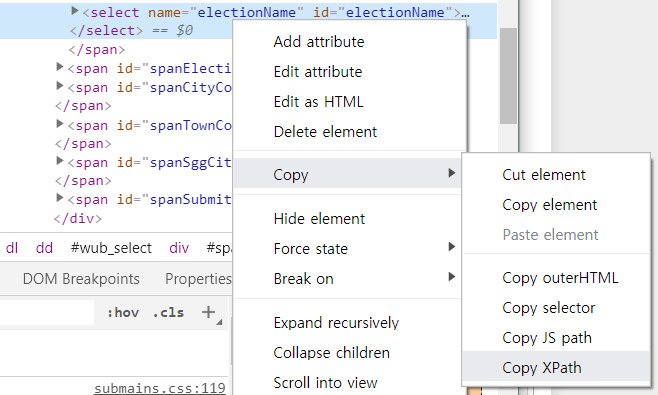 ▶<select name="electionName" id="electionName">…
</select> == $0
</span>
▶<span id="spanElecti
▶<span id="spanCityCo
</span>
▶<span id="spanTownCo
</span>
▶<span id="spanSggCit
</span>
▶<span id="spanSubmit
</div>
dl dd #wub_select div #sp
DOM Breakpoints Properties
:hov .cls +
submains.css:119
Add attribute
Edit attribute
Edit as HTML
Delete element
Copy ▶
Hide element
Force state ▶
Break on ▶
Expand recursively
Collapse children
Scroll into view
Cut element
Copy element
Paste element
Copy outerHTML
Copy selector
Copy JS path
Copy XPath